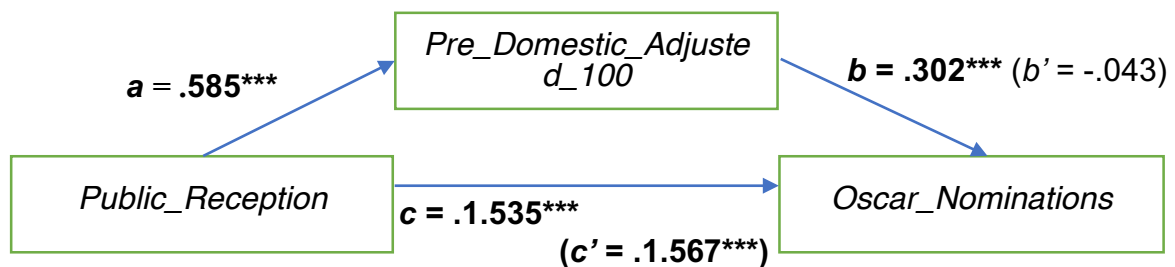 Pre_Domestic_Adjuste
d_100
a = .585***
b = .302*** (b' = -.043)
Public_Reception
Oscar_Nominations
c = .1.535***
(c' = .1.567***)